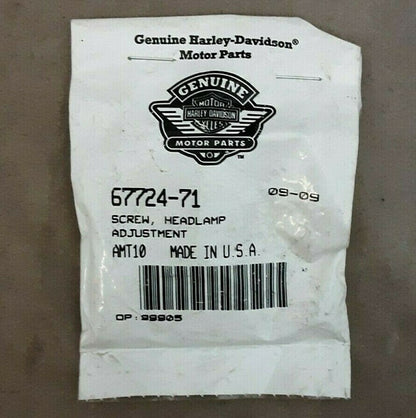 Genuine Harley-Davidson®
Motor Parts
GENUINE
MOTOR
HARLEY-DAVIDSON
CYCLES
MOTOR PARTS
TM
67724-71 09-09
SCREW, HEADLAMP
ADJUSTMENT
AMT10 MADE IN U.S.A.
OP: 99905